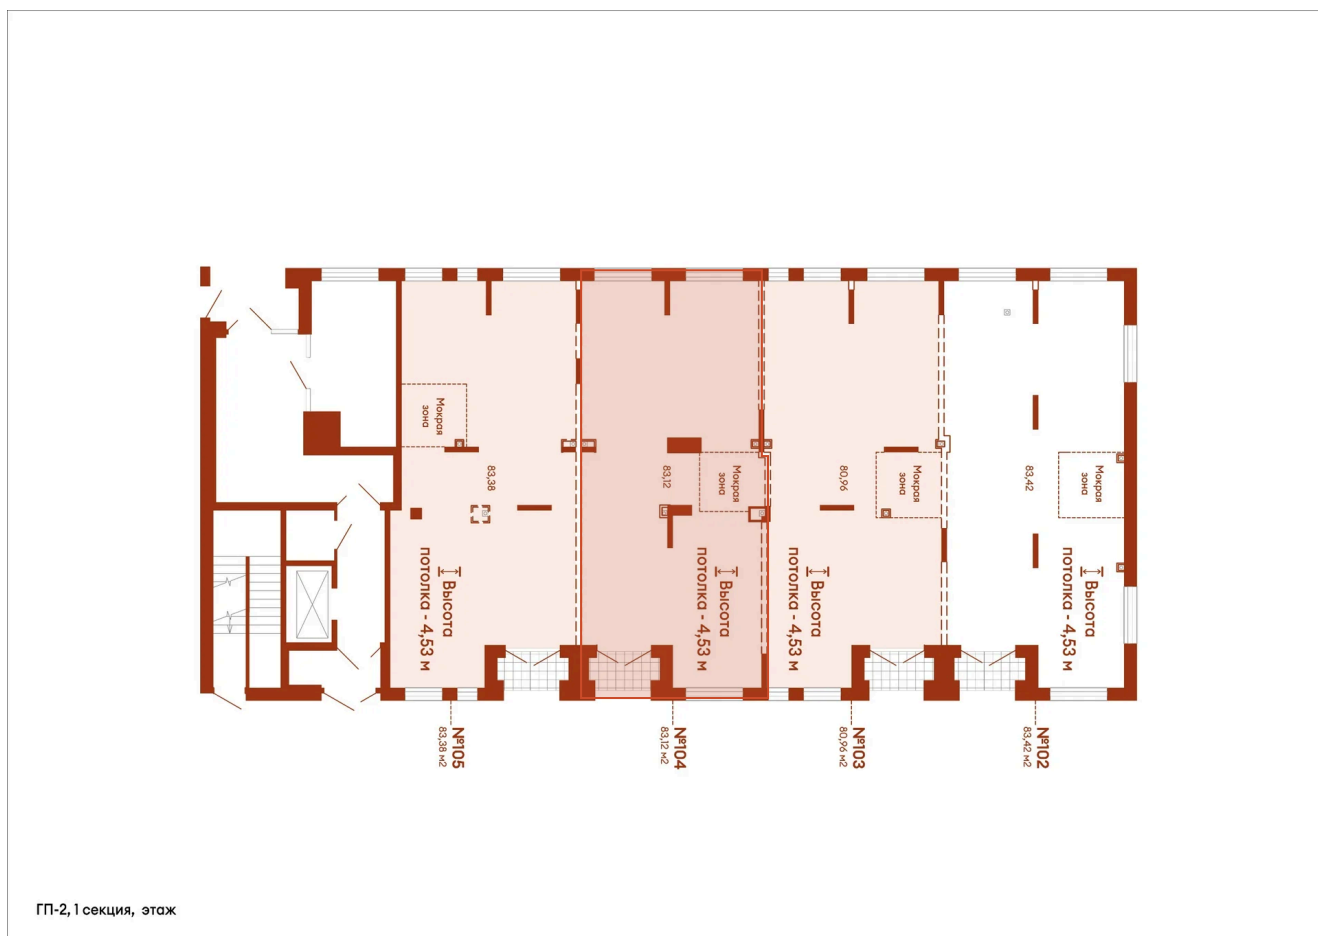 Мокрая
зона
83,38
Высота
потолка - 4,53 м
83,12
Мокрая
зона
Высота
потолка - 4,53 м
80,96
Мокрая
зона
Высота
потолка - 4,53 м
83,42
Мокрая
зона
Высота
потолка - 4,53 м
№105
83,38 м2
№104
83,12 м2
№103
80,96 м2
№102
83,42 м2
ГП-2, 1 секция, этаж